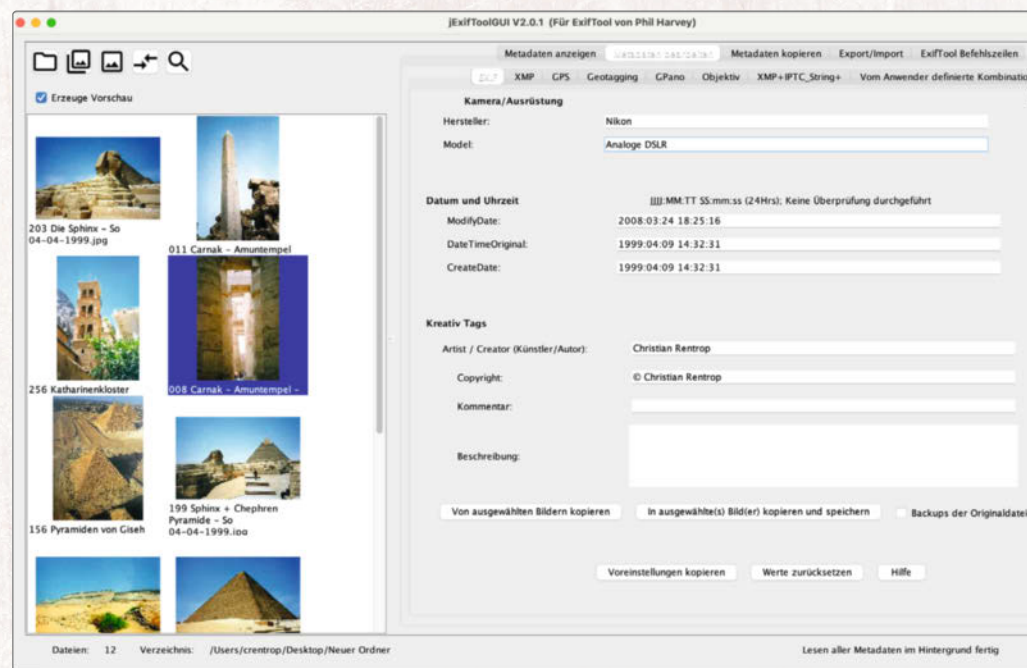 jExifToolGUI V2.0.1 (Für ExifTool von Phil Harvey)
Metadaten anzeigen Metadaten kopieren Export/Import ExifTool Befehlszeilen
XMP GPS Geotagging GPano Objektiv XMP+IPTC_String+ Vom Anwender definierte Kombinatio
Erzeuge Vorschau
Kamera/Ausrüstung
Hersteller: Nikon
Model: Analoge DSLR
Datum und Uhrzeit JJJJ:MM:TT SS:mm:ss (24Hrs); Keine Überprüfung durchgeführt
ModifyDate: 2008:03:24 18:25:16
DateTimeOriginal: 1999:04:09 14:32:31
CreateDate: 1999:04:09 14:32:31
Kreativ Tags
Artist / Creator (Künstler/Autor): Christian Rentrop
Copyright: © Christian Rentrop
Kommentar:
Beschreibung:
Von ausgewählten Bildern kopieren In ausgewählte(s) Bild(er) kopieren und speichern Backups der Originaldatei
Voreinstellungen kopieren Werte zurücksetzen Hilfe
203 Die Sphinx - So
04-04-1999.jpg
011 Carnak - Amuntempel
256 Katharinenkloster
008 Carnak - Amuntempel -
156 Pyramiden von Giseh
199 Sphinx + Chephren
Pyramide - So
04-04-1999.jpg
Dateien: 12 Verzeichnis: /Users/crentrop/Desktop/Neuer Ordner
Lesen aller Metadaten im Hintergrund fertig